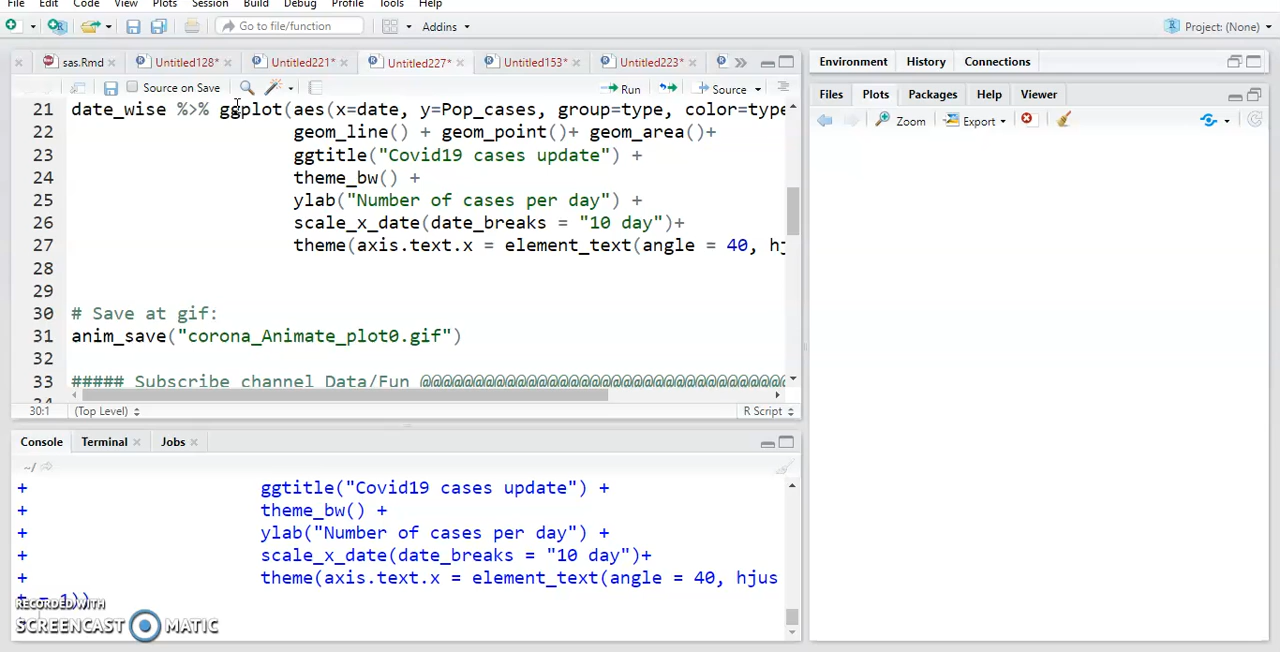 File Edit Code View Plots Session Build Debug Profile Tools Help
Go to file/function Addins Project: (None)
sas.Rmd Untitled128* Untitled221* Untitled227* Untitled153* Untitled223*
Source on Save Run Source
21 date_wise %>% ggplot(aes(x=date, y=Pop_cases, group=type, color=type
22 geom_line() + geom_point()+ geom_area()+
23 ggtitle("Covid19 cases update") +
24 theme_bw() +
25 ylab("Number of cases per day") +
26 scale_x_date(date_breaks = "10 day")+
27 theme(axis.text.x = element_text(angle = 40, hj
28
29
30 # Save at gif:
31 anim_save("corona_Animate_plot0.gif")
32
33 ##### Subscribe channel Data/Fun @@@@@@@@@@@@@@@@@@@@@@@@@@@@@@@@@@@
30:1 (Top Level) R Script
Console Terminal Jobs
~/
+ ggtitle("Covid19 cases update") +
+ theme_bw() +
+ ylab("Number of cases per day") +
+ scale_x_date(date_breaks = "10 day")+
+ theme(axis.text.x = element_text(angle = 40, hjus
= 1))
RECORDED WITH
SCREENCAST MATIC
Environment History Connections
Files Plots Packages Help Viewer
Zoom Export